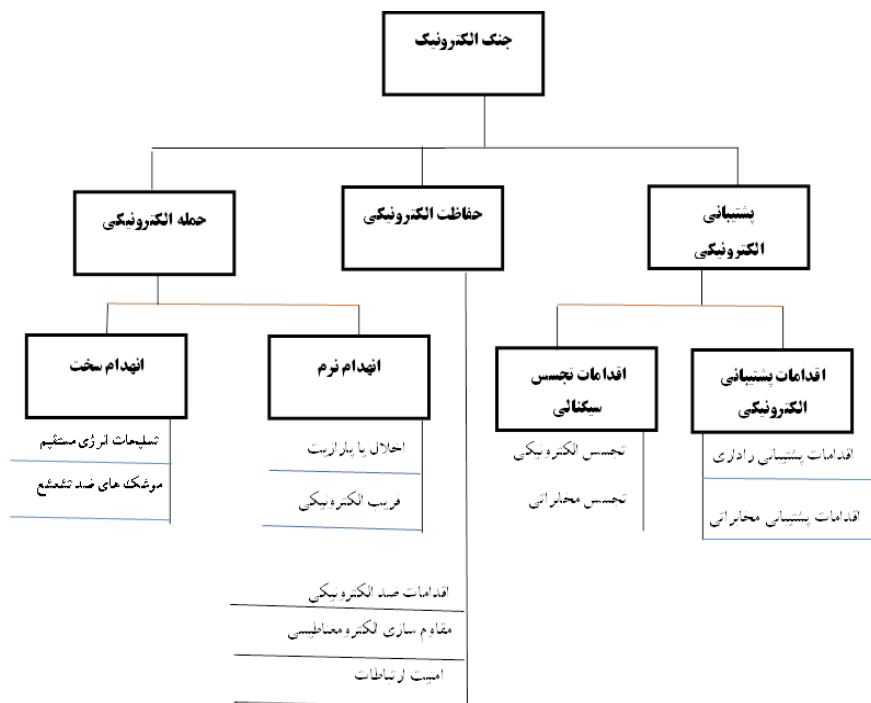 جنگ الکترونیک
پشتیبانی
الکترونیکی
حفاظت الکترونیکی
حمله الکترونیکی
اقدامات پشتیبانی
الکترونیکی
اقدامات تجسس
سیگنالی
انهدام نرم
انهدام سخت
اقدامات پشتیبانی راداری
اقدامات پشتیبانی مخابراتی
تجسس الکترونیکی
تجسس مخابراتی
اخلال یا پارازیت
فریب الکترونیکی
تسلیحات انرژی مستقیم
موشک های ضد تشعشع
اقدامات ضد الکترونیکی
مقاوم سازی الکترومغناطیسی
امنیت ارتباطات